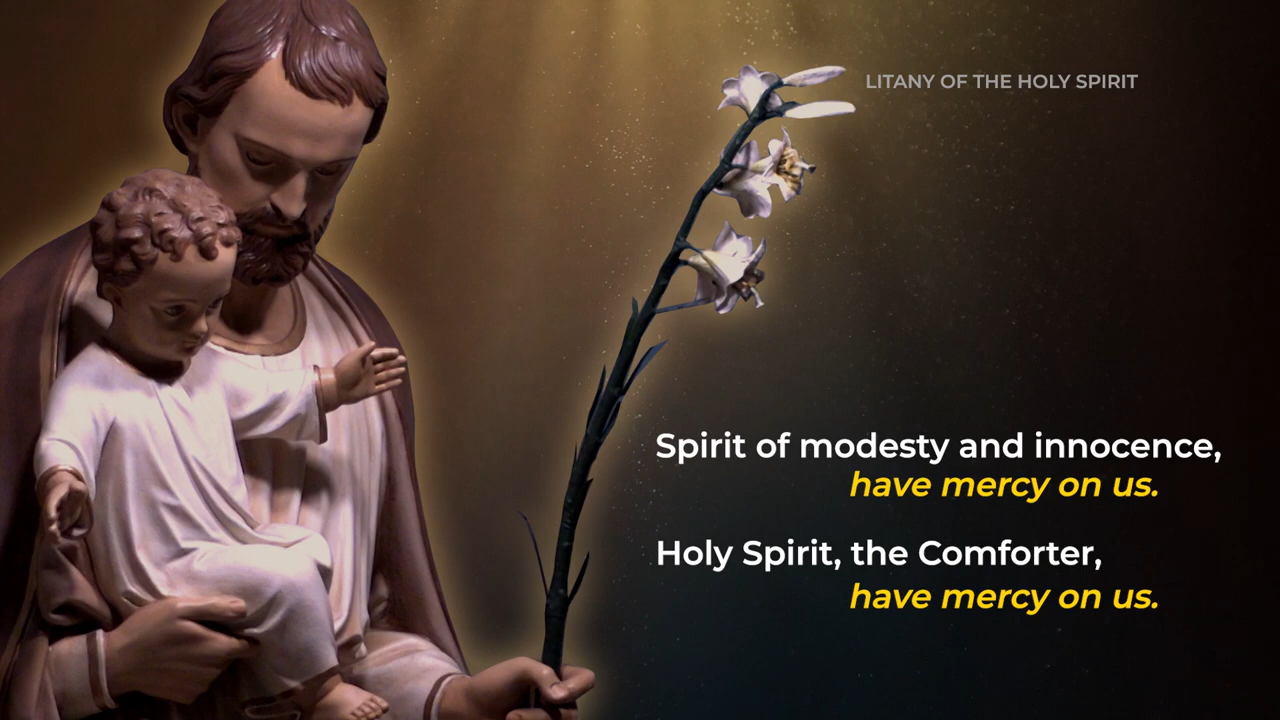 LITANY OF THE HOLY SPIRIT
Spirit of modesty and innocence,
have mercy on us.
Holy Spirit, the Comforter,
have mercy on us.